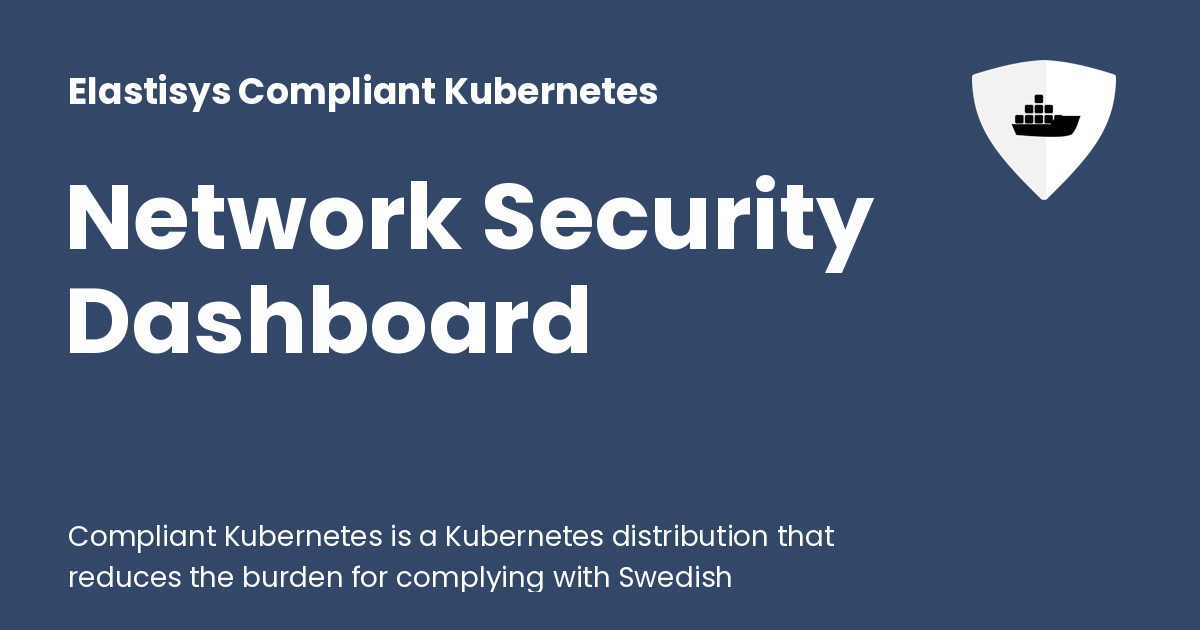 Elastisys Compliant Kubernetes
Network Security
Dashboard
Compliant Kubernetes is a Kubernetes distribution that
reduces the burden for complying with Swedish